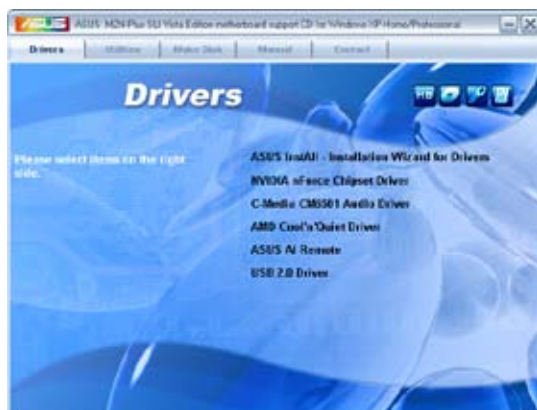 ASUS M2N Plus SLI Vista Edition motherboard support CD for Windows XP Home/Professional
Drivers Utilities Make Disk Manual Contact
Drivers
Please select items on the right
side.
ASUS InstAll - Installation Wizard for Drivers
NVIDIA nForce Chipset Driver
C-Media CM6501 Audio Driver
AMD Cool'n'Quiet Driver
ASUS AI Remote
USB 2.0 Driver